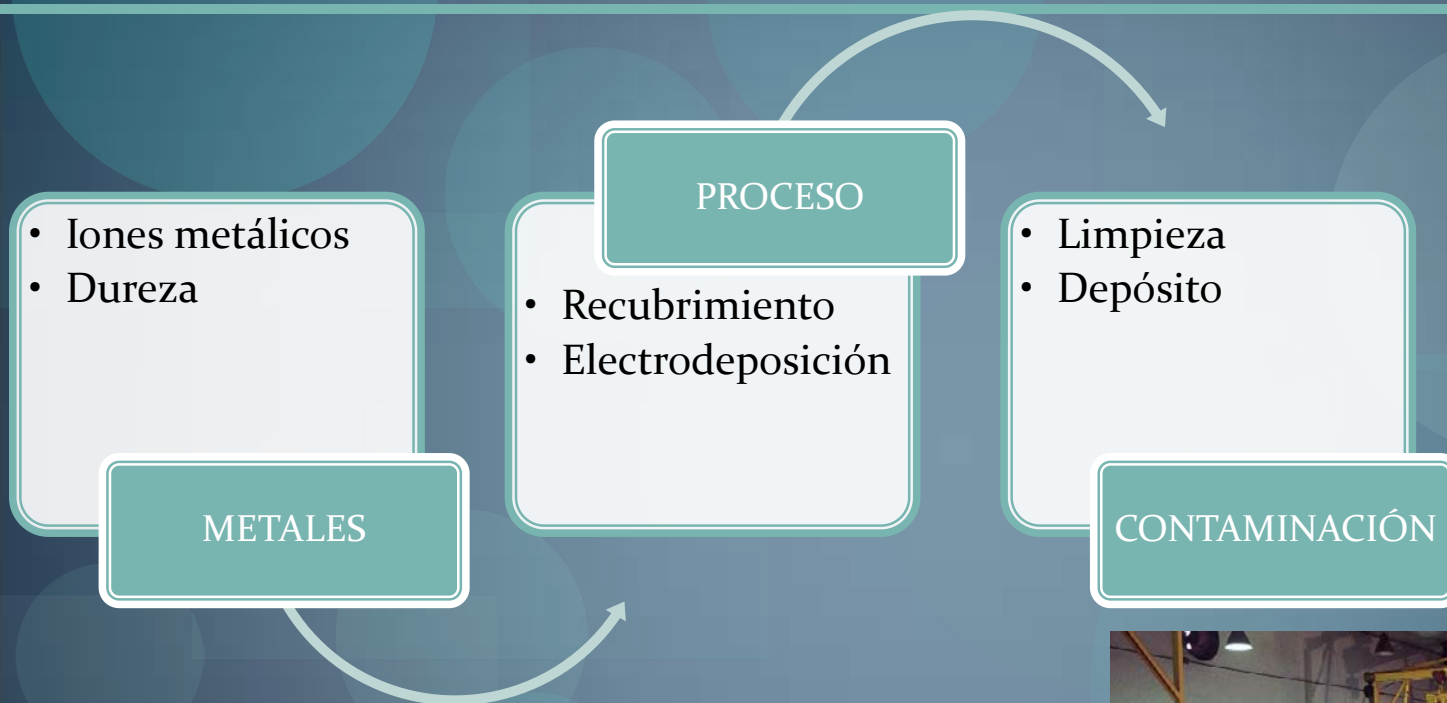 • Iones metálicos
• Dureza
METALES
PROCESO
• Recubrimiento
• Electrodeposición
• Limpieza
• Depósito
CONTAMINACIÓN